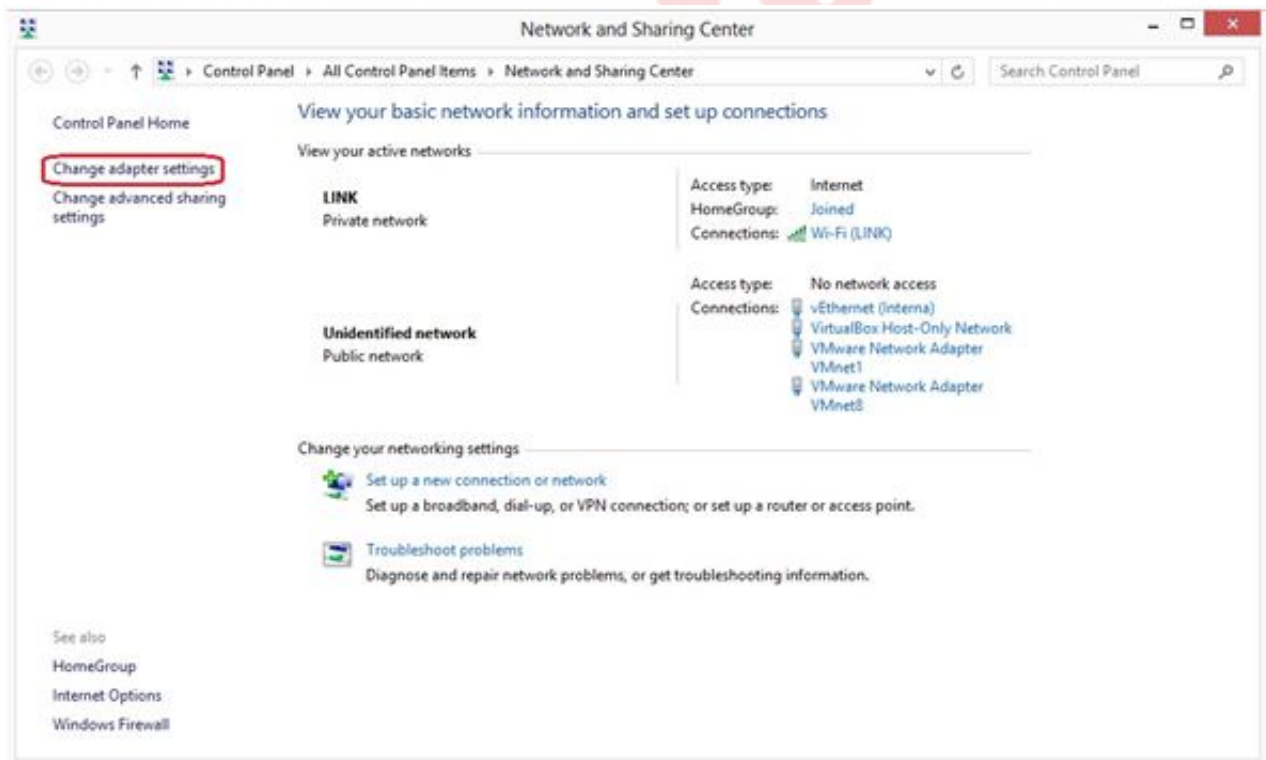 Network and Sharing Center
Control Panel
All Control Panel Items
Network and Sharing Center
Search Control Panel
Control Panel Home
Change adapter settings
Change advanced sharing
settings
View your basic network information and set up connections
View your active networks
LINK
Private network
Access type: Internet
HomeGroup: Joined
Connections: Wi-Fi (LINK)
Unidentified network
Public network
Access type: No network access
Connections: vEthernet (Interna)
VirtualBox Host-Only Network
VMware Network Adapter
VMnet1
VMware Network Adapter
VMnet8
Change your networking settings
Set up a new connection or network
Set up a broadband, dial-up, or VPN connection; or set up a router or access point.
Troubleshoot problems
Diagnose and repair network problems, or get troubleshooting information.
See also
HomeGroup
Internet Options
Windows Firewall